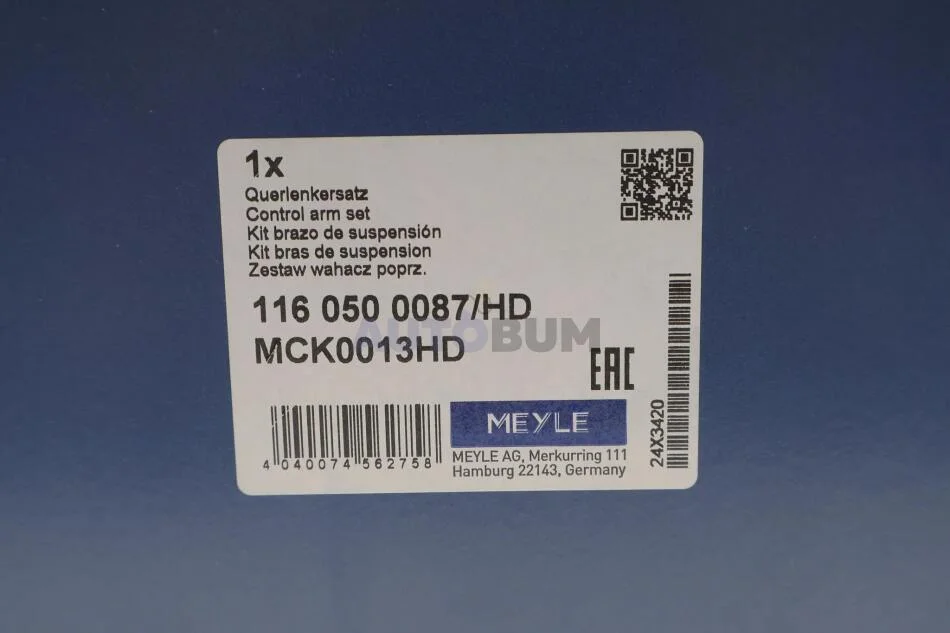 1x
Querlenkersatz
Control arm set
Kit brazo de suspensión
Kit bras de suspension
Zestaw wahacz poprz.
116 050 0087/HD
AUTOBUM
MCK0013HD
EAC
MEYLE
4 040074 562758
MEYLE AG, Merkurring 111
Hamburg 22143, Germany
24X3420